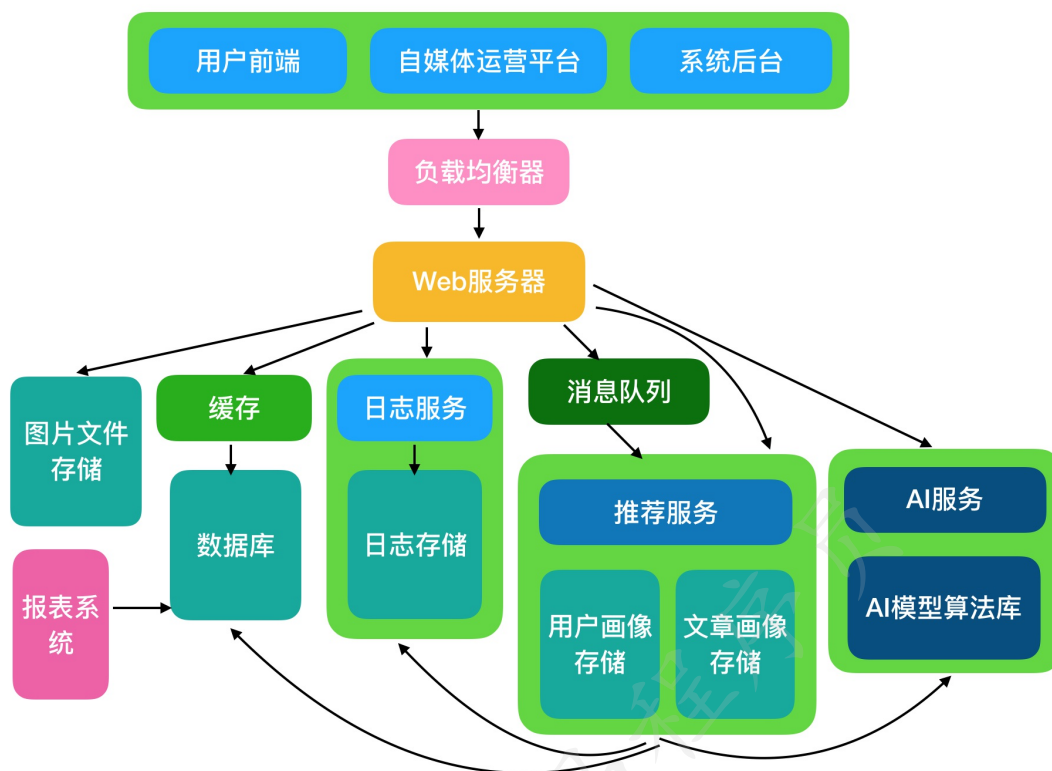 用户前端
自媒体运营平台
系统后台
负载均衡器
Web服务器
图片文件
存储
缓存
日志服务
消息队列
数据库
日志存储
推荐服务
AI服务
报表系
统
用户画像
存储
文章画像
存储
AI模型算法库
程序员